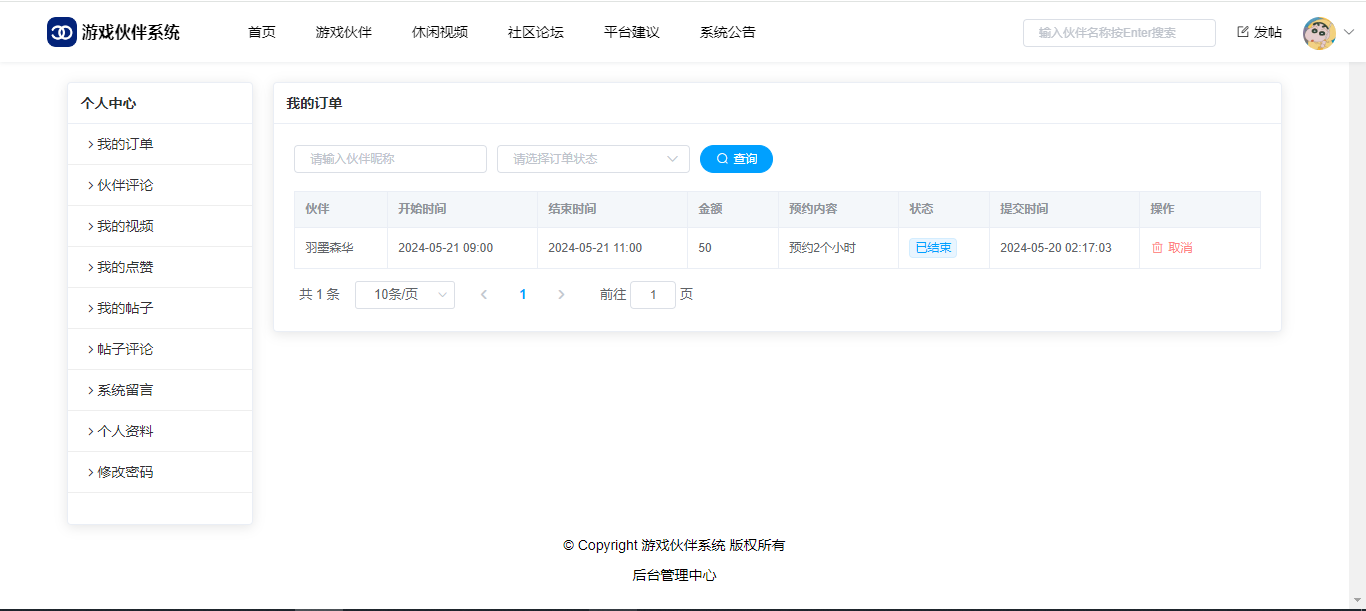 游戏伙伴系统 首页 游戏伙伴 休闲视频 社区论坛 平台建议 系统公告 输入伙伴名称按Enter搜索 发帖
个人中心
我的订单
伙伴评论
我的视频
我的点赞
我的帖子
帖子评论
系统留言
个人资料
修改密码
我的订单
请输入伙伴昵称 请选择订单状态 查询
伙伴 开始时间 结束时间 金额 预约内容 状态 提交时间 操作
羽墨森华 2024-05-21 09:00 2024-05-21 11:00 50 预约2个小时 已结束 2024-05-20 02:17:03 取消
共 1 条 10条/页 1 前往 1 页
© Copyright 游戏伙伴系统 版权所有
后台管理中心